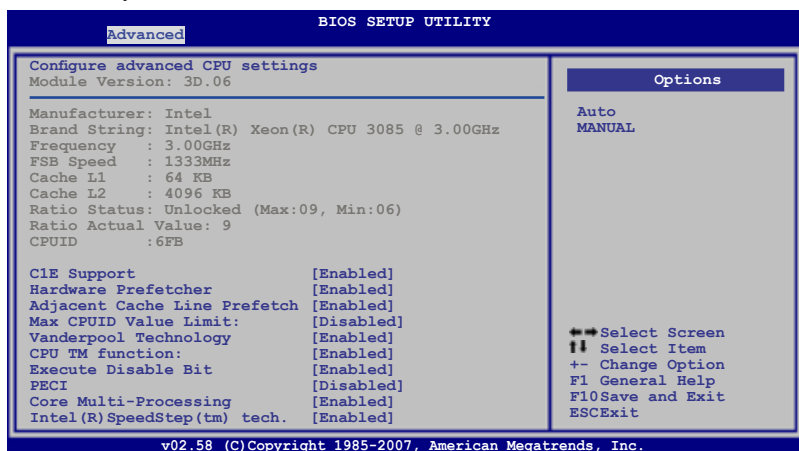 BIOS SETUP UTILITY
Advanced
Configure advanced CPU settings
Module Version: 3D.06
Manufacturer: Intel
Brand String: Intel(R) Xeon(R) CPU 3085 @ 3.00GHz
Frequency : 3.00GHz
FSB Speed : 1333MHz
Cache L1 : 64 KB
Cache L2 : 4096 KB
Ratio Status: Unlocked (Max:09, Min:06)
Ratio Actual Value: 9
CPUID :6FB
C1E Support [Enabled]
Hardware Prefetcher [Enabled]
Adjacent Cache Line Prefetch [Enabled]
Max CPUID Value Limit: [Disabled]
Vanderpool Technology [Enabled]
CPU TM function: [Enabled]
Execute Disable Bit [Enabled]
PECI [Disabled]
Core Multi-Processing [Enabled]
Intel(R)SpeedStep(tm) tech. [Enabled]
Options
Auto
MANUAL
Select Screen
Select Item
+- Change Option
F1 General Help
F10Save and Exit
ESCExit
v02.58 (C)Copyright 1985-2007, American Megatrends, Inc.